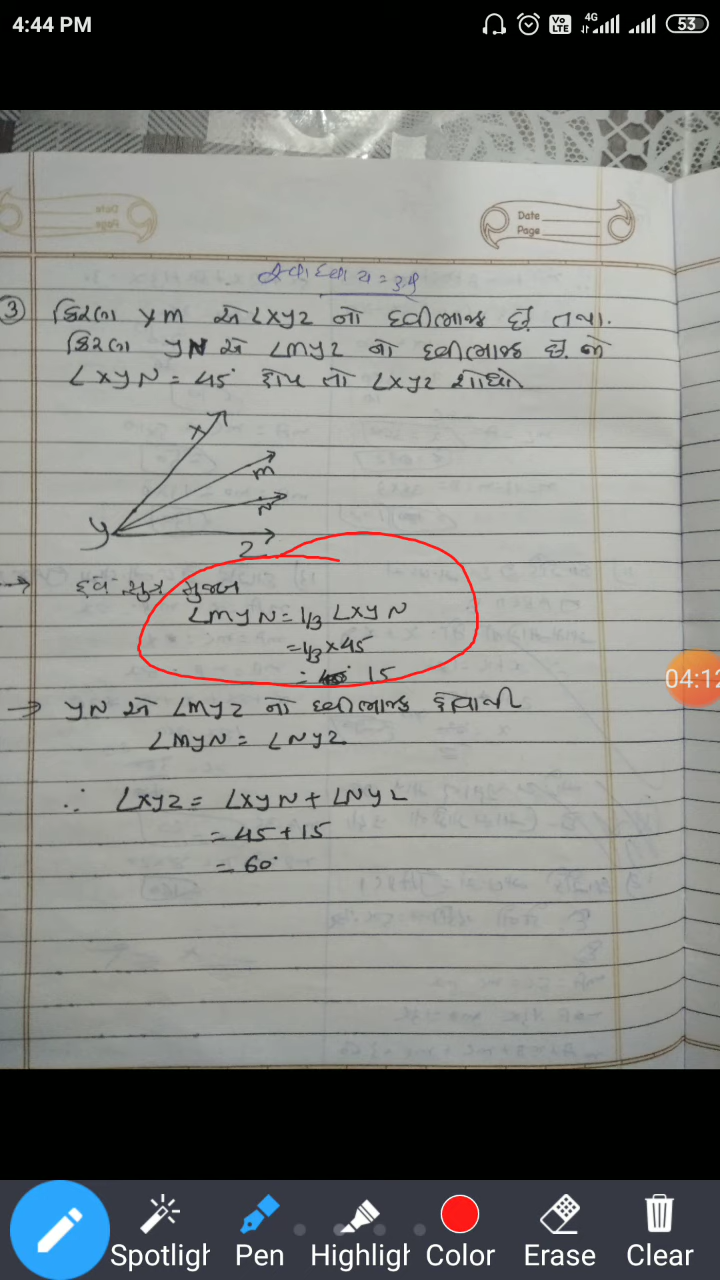 4:44 PM
Vo LTE 4G 53
Date
Page
સ્વાધ્યાય =
3 કિરણ YM એ ∠XYZ નો દ્વીભાજક છે તથા.
કિરણ YN એ ∠MYZ નો દ્વીભાજક છે જો
∠XYN = 45° હોય તો ∠XYZ શોધો
X
M
N
Y
Z
→ હવે સુત્ર મુજબ
∠MYN = 1/3 ∠XYN
= 1/3 × 45
= 15
04:12
→ YN એ ∠MYZ નો દ્વીભાજક હોવાથી
∠MYN = ∠NYZ
∴ ∠XYZ = ∠XYN + ∠NYZ
= 45 + 15
= 60°
Spotligh Pen Highligh Color Erase Clear